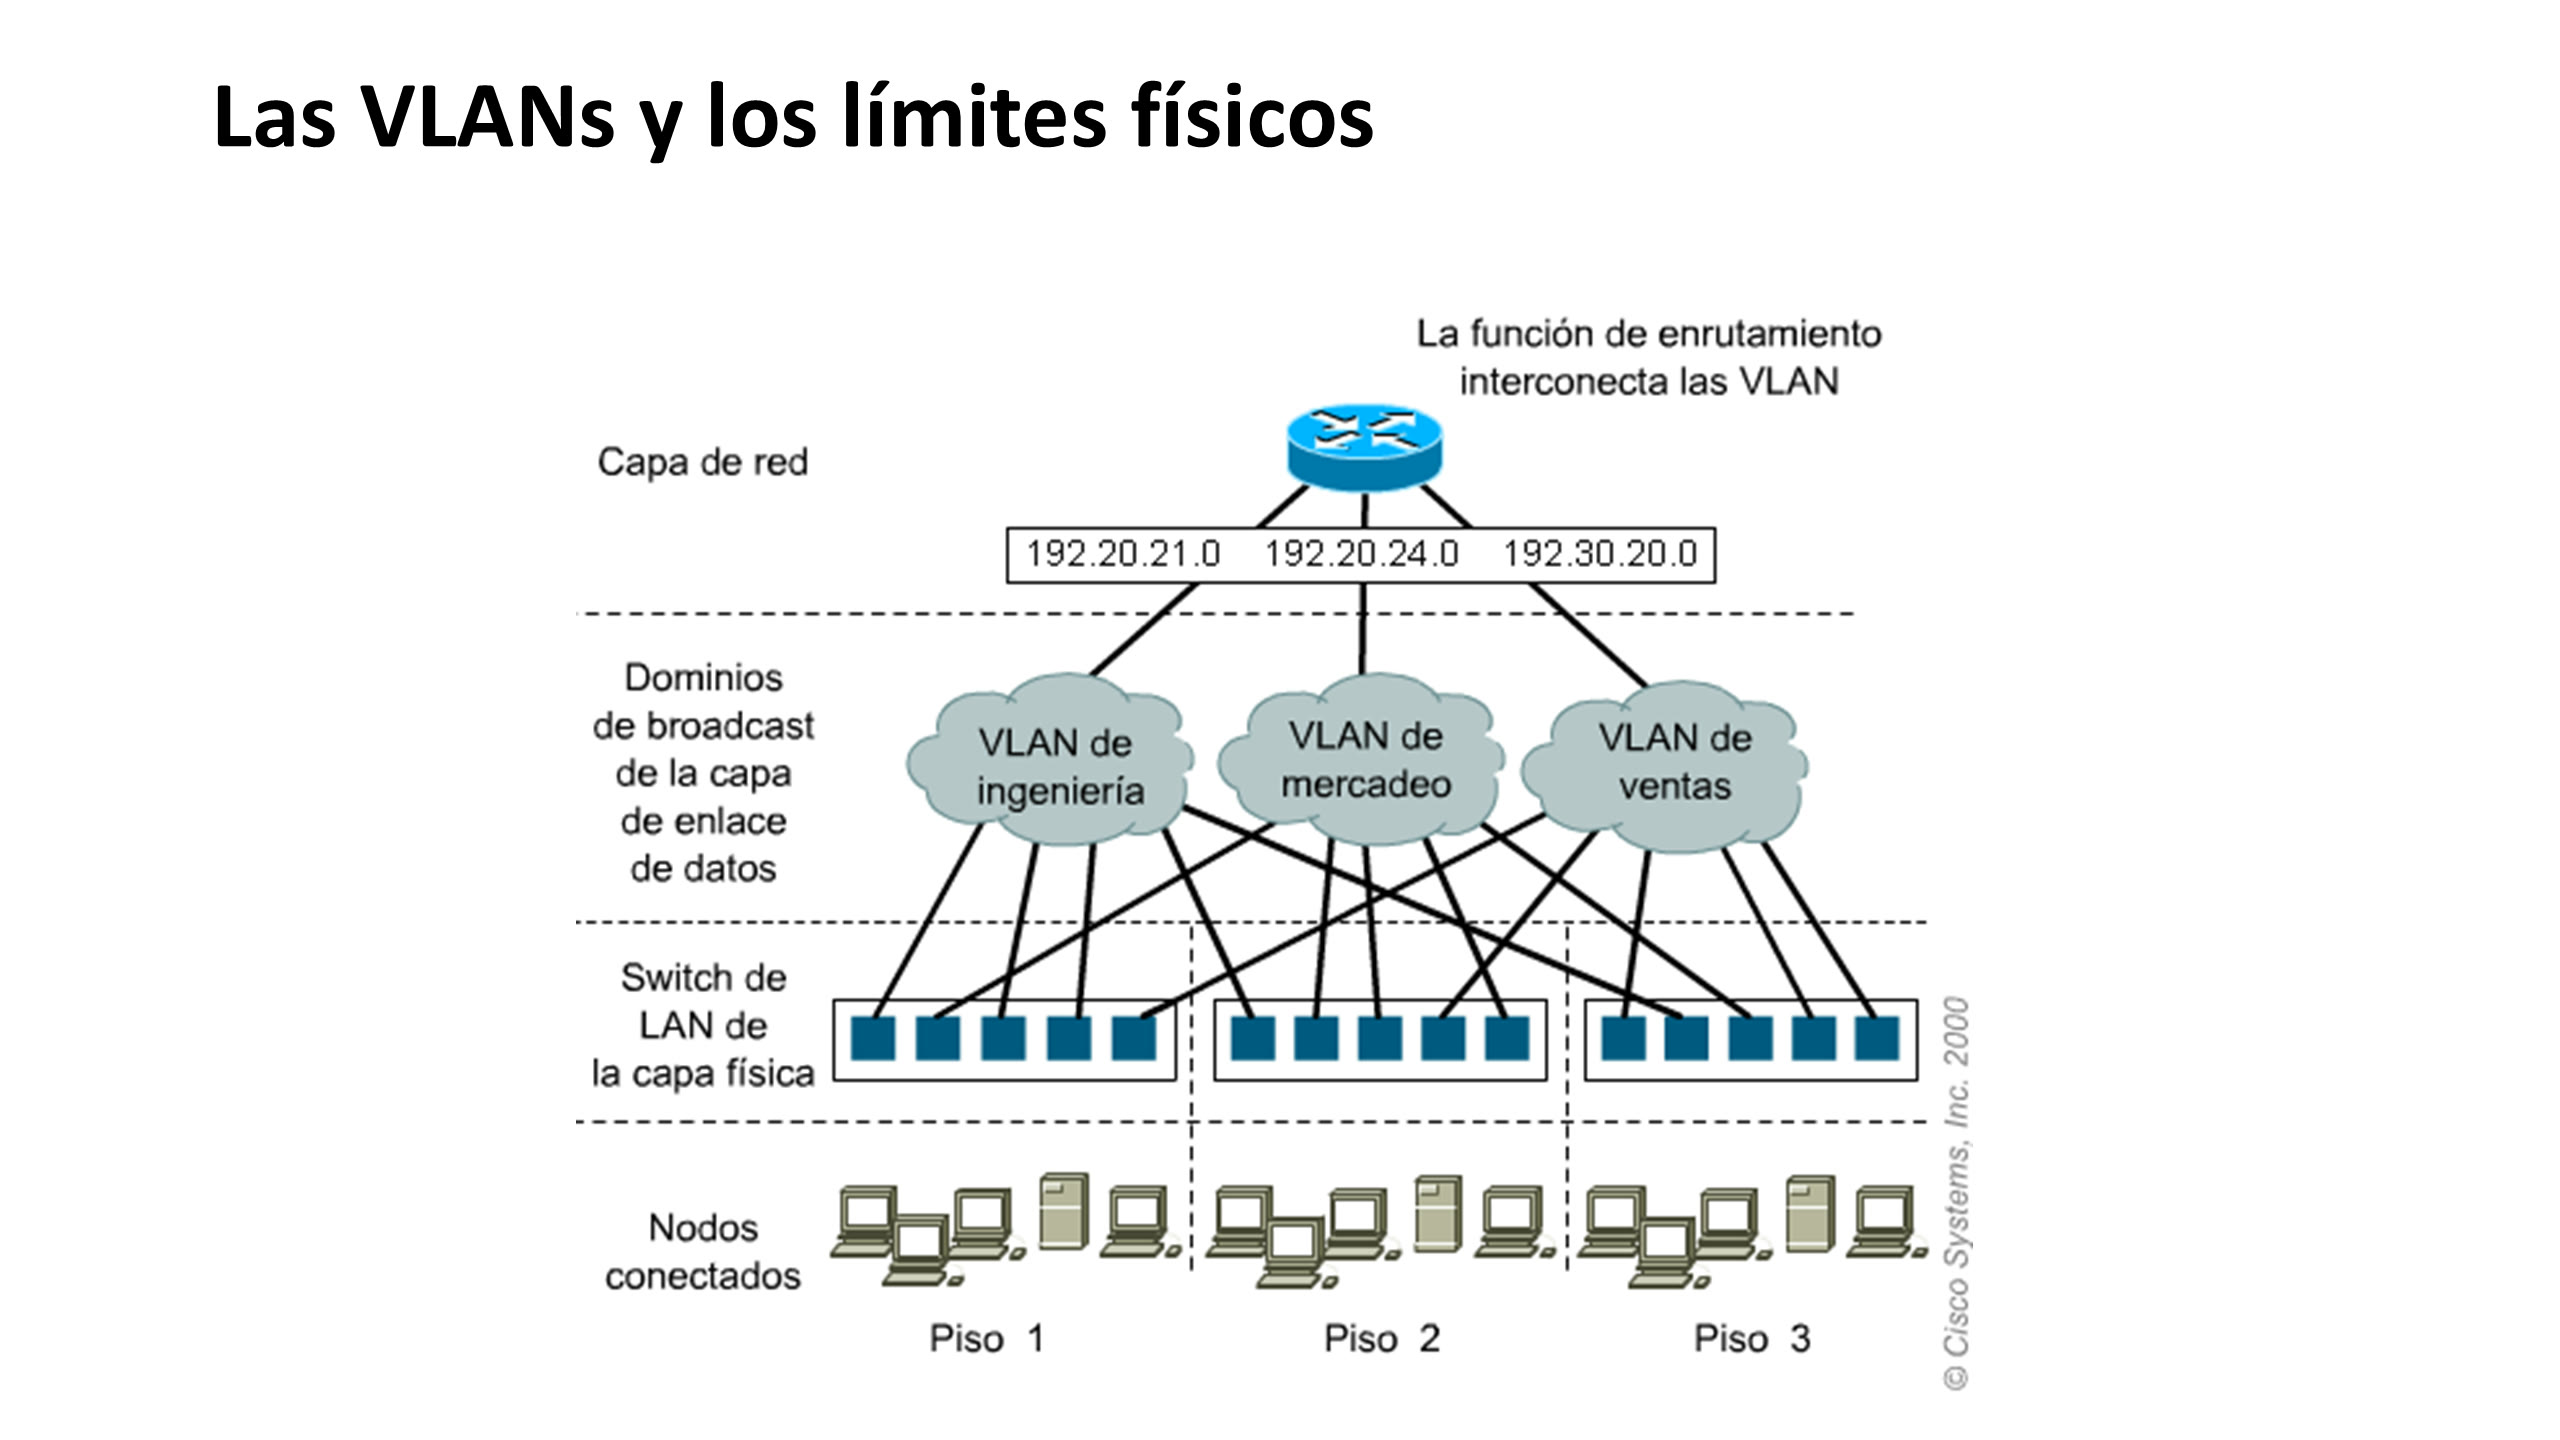 Las VLANs y los límites físicos
La función de enrutamiento
interconecta las VLAN
Capa de red
192.20.21.0 192.20.24.0 192.30.20.0
Dominios
de broadcast
de la capa
de enlace
de datos
VLAN de
ingeniería
VLAN de
mercadeo
VLAN de
ventas
Switch de
LAN de
la capa física
Nodos
conectados
Piso 1
Piso 2
Piso 3
© Cisco Systems, Inc. 2000